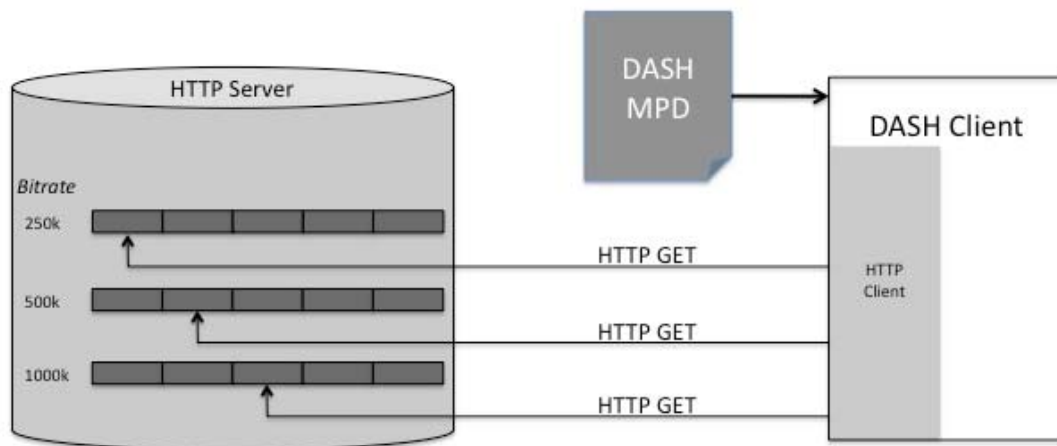 DASH
MPD
HTTP Server
DASH Client
Bitrate
250k
HTTP GET
HTTP
Client
500k
HTTP GET
1000k
HTTP GET